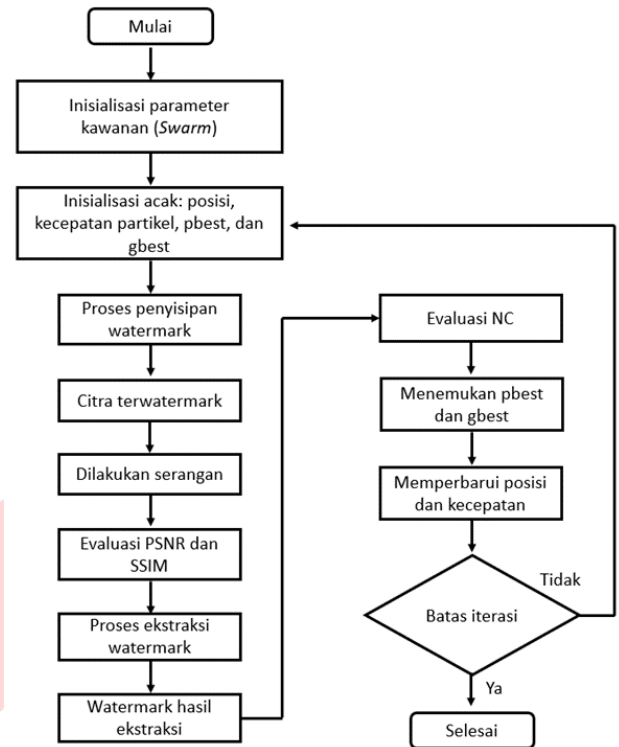 Mulai
Inisialisasi parameter
kawanan (Swarm)
Inisialisasi acak: posisi,
kecepatan partikel, pbest, dan
gbest
Proses penyisipan
watermark
Citra terwatermark
Dilakukan serangan
Evaluasi PSNR dan
SSIM
Proses ekstraksi
watermark
Watermark hasil
ekstraksi
Evaluasi NC
Menemukan pbest
dan gbest
Memperbarui posisi
dan kecepatan
Batas iterasi
Tidak
Ya
Selesai